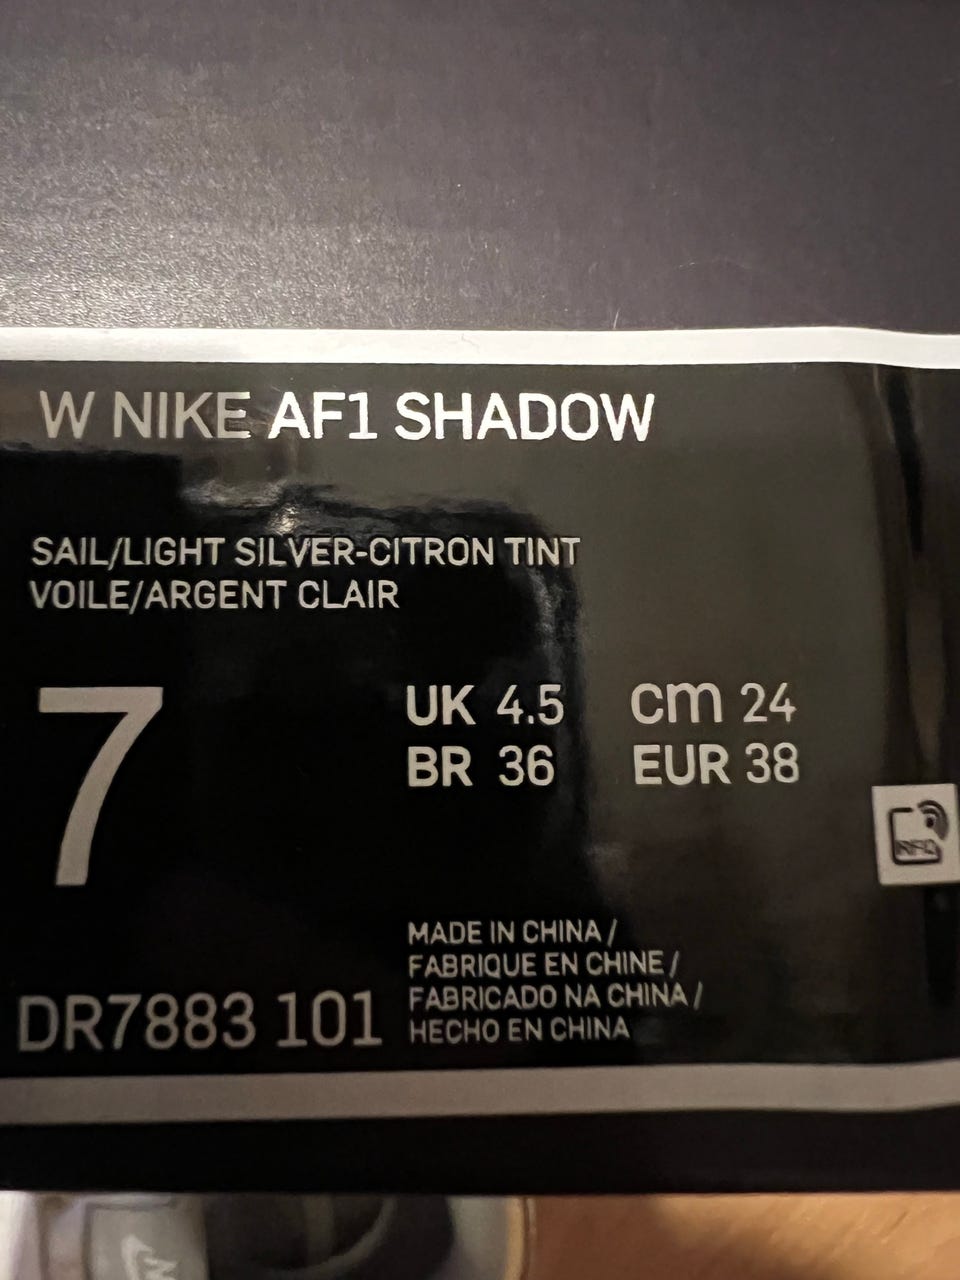 W NIKE AF1 SHADOW
SAIL/LIGHT SILVER-CITRON TINT
VOILE/ARGENT CLAIR
7
UK 4.5 cm 24
BR 36 EUR 38
MADE IN CHINA /
FABRIQUE EN CHINE /
FABRICADO NA CHINA /
HECHO EN CHINA
DR7883 101